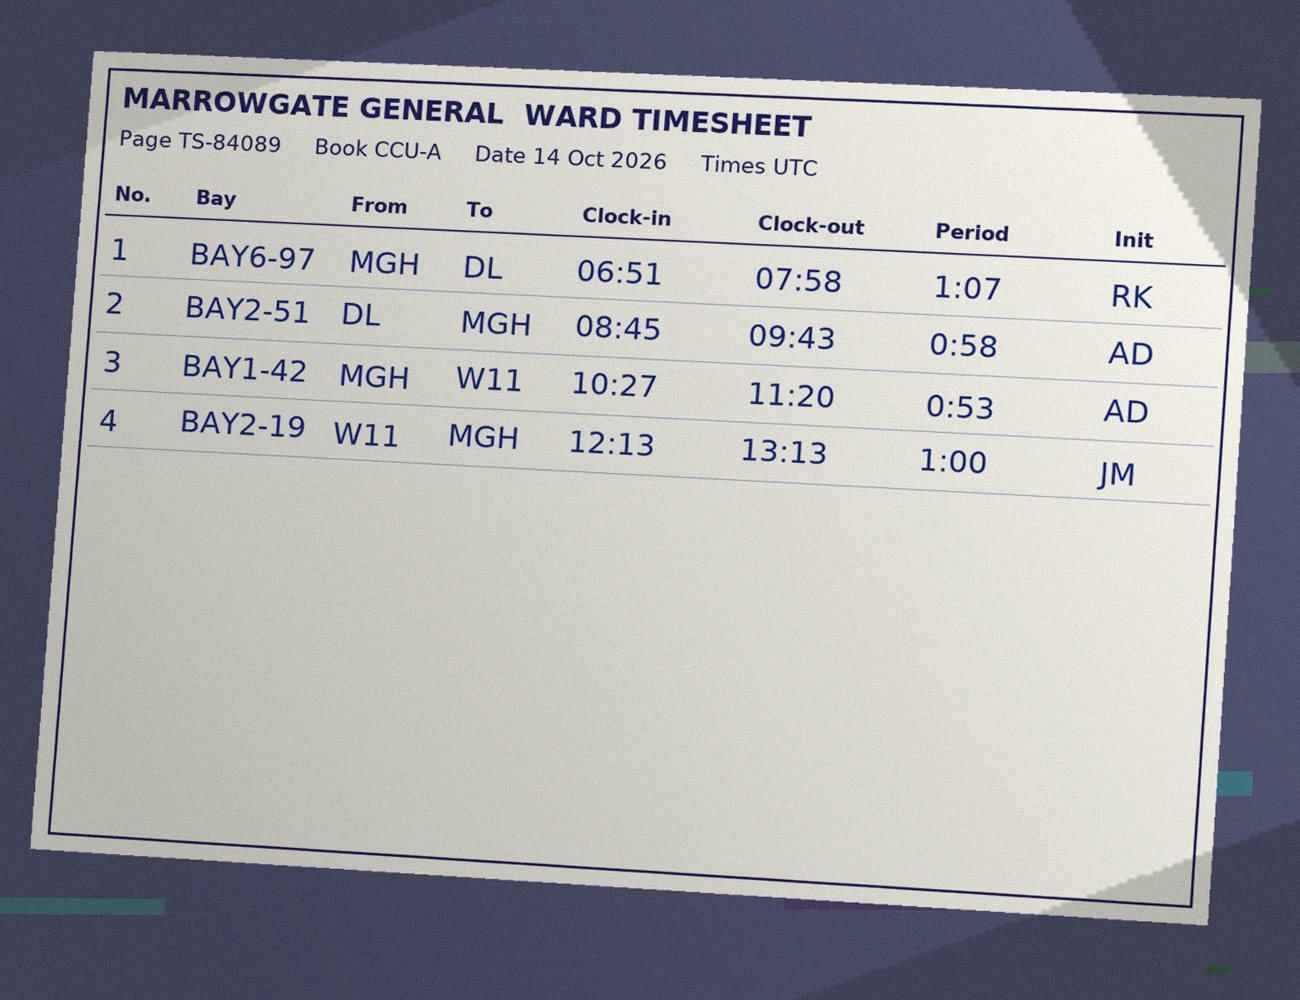 MARROWGATE GENERAL WARD TIMESHEET
Page TS-84089 Book CCU-A Date 14 Oct 2026 Times UTC
No. Bay From To Clock-in Clock-out Period Init
1 BAY6-97 MGH DL 06:51 07:58 1:07 RK
2 BAY2-51 DL MGH 08:45 09:43 0:58 AD
3 BAY1-42 MGH W11 10:27 11:20 0:53 AD
4 BAY2-19 W11 MGH 12:13 13:13 1:00 JM